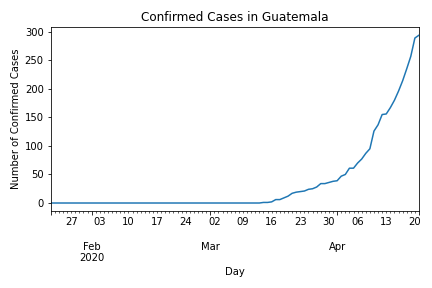 Confirmed Cases in Guatemala
300
250
200
150
100
50
0
Number of Confirmed Cases
27 03 10 17 24 02 09 16 23 30 06 13 20
Feb Mar Apr
2020
Day